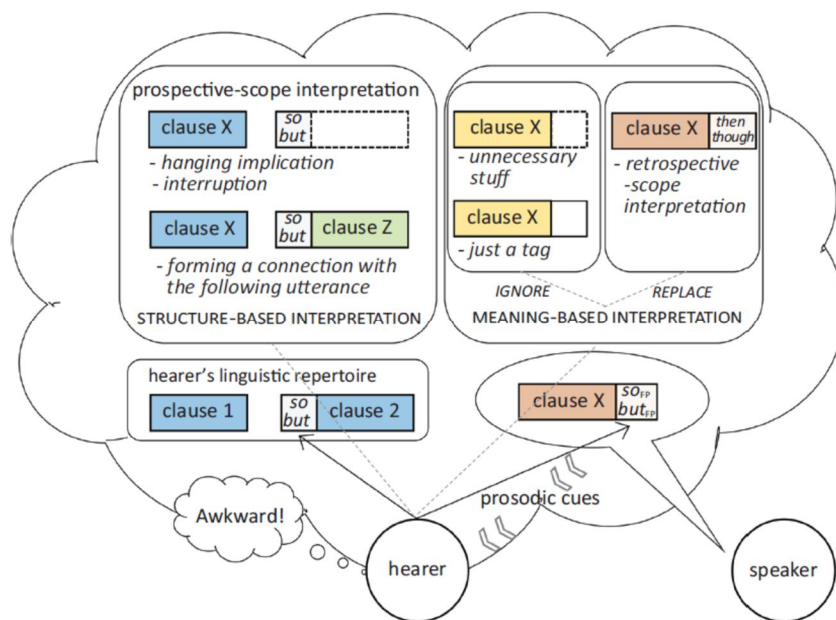 prospective-scope interpretation
clause X
so
but
- hanging implication
- interruption
clause X
so
but
clause Z
- forming a connection with
the following utterance
STRUCTURE-BASED INTERPRETATION
clause X
- unnecessary
stuff
clause X
- just a tag
clause X
then
though
- retrospective
-scope
interpretation
IGNORE
REPLACE
MEANING-BASED INTERPRETATION
hearer's linguistic repertoire
clause 1
so
but
clause 2
clause X
soFP
butFP
prosodic cues
Awkward!
hearer
speaker